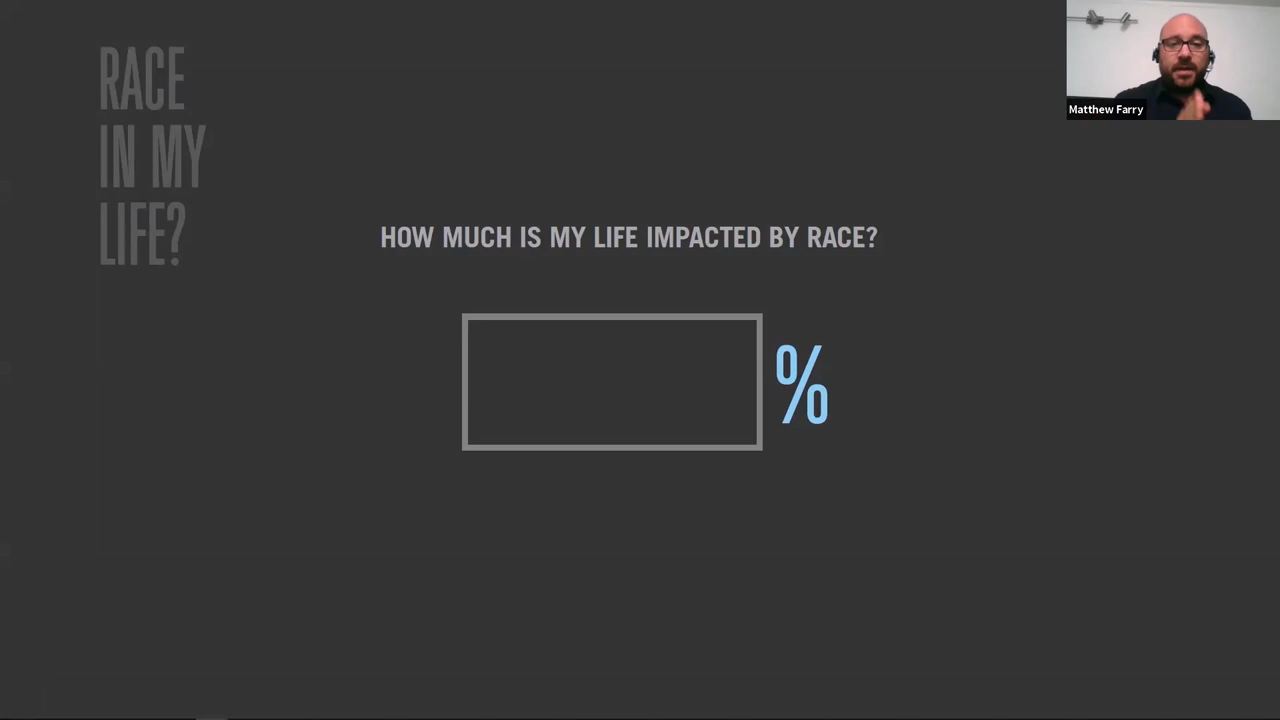 RACE
IN MY
LIFE?
Matthew Farry
HOW MUCH IS MY LIFE IMPACTED BY RACE?
%